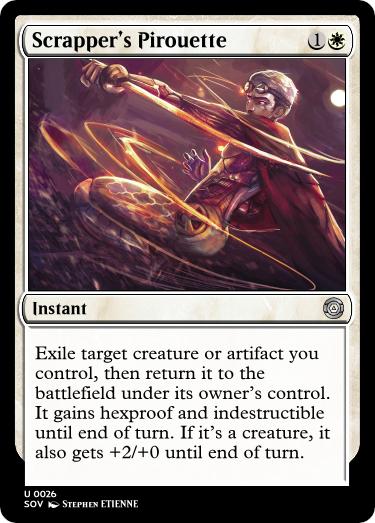 Scrapper's Pirouette 1
Instant
Exile target creature or artifact you
control, then return it to the
battlefield under its owner's control.
It gains hexproof and indestructible
until end of turn. If it's a creature, it
also gets +2/+0 until end of turn.
U 0026
SOV Stephen Etienne